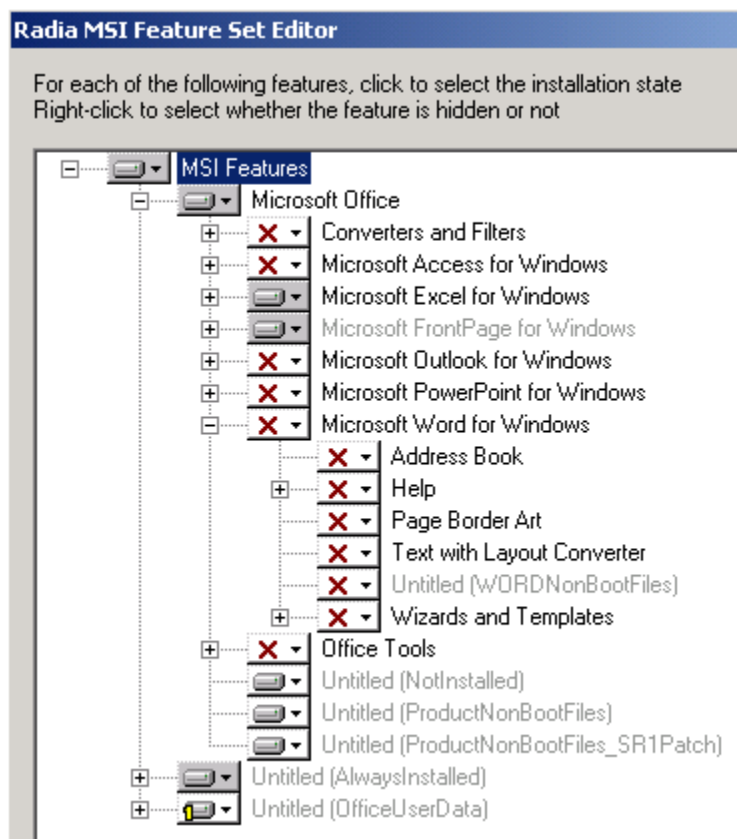 Radia MSI Feature Set Editor
For each of the following features, click to select the installation state
Right-click to select whether the feature is hidden or not
MSI Features
Microsoft Office
Converters and Filters
Microsoft Access for Windows
Microsoft Excel for Windows
Microsoft FrontPage for Windows
Microsoft Outlook for Windows
Microsoft PowerPoint for Windows
Microsoft Word for Windows
Address Book
Help
Page Border Art
Text with Layout Converter
Untitled (WORDNonBootFiles)
Wizards and Templates
Office Tools
Untitled (NotInstalled)
Untitled (ProductNonBootFiles)
Untitled (ProductNonBootFiles_SR1Patch)
Untitled (AlwaysInstalled)
Untitled (OfficeUserData)